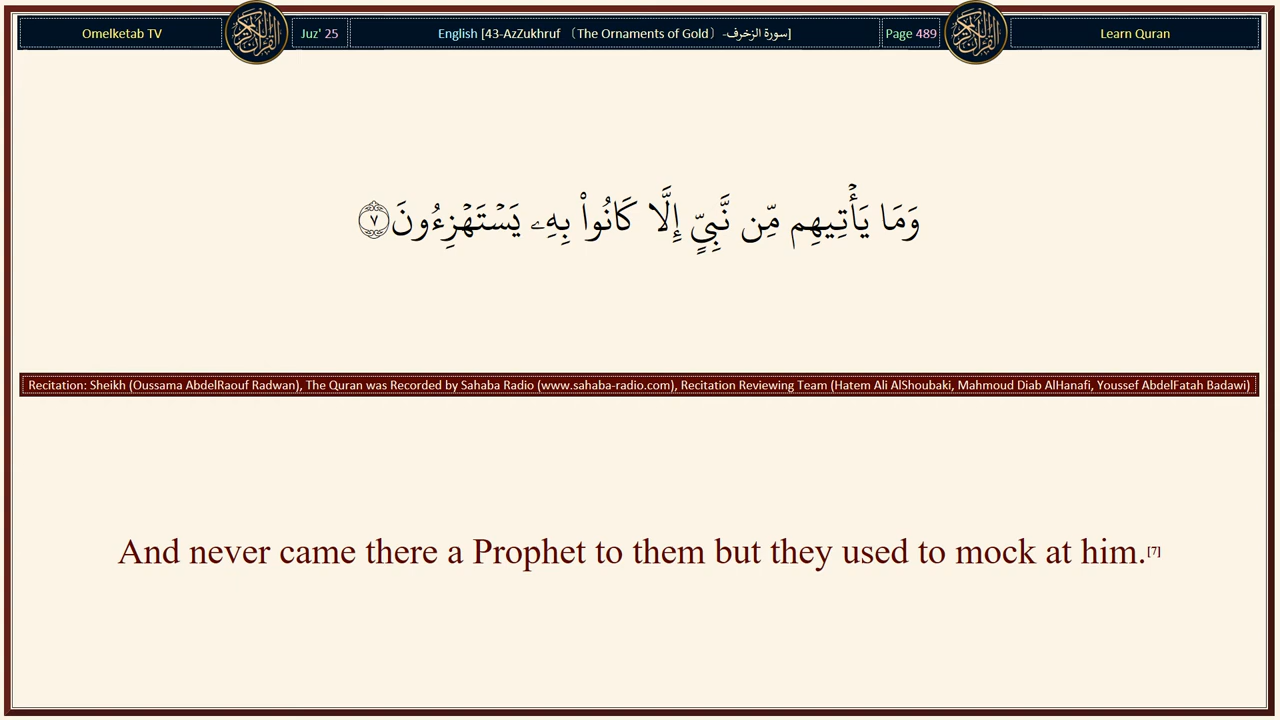 Omelketab TV
Juz' 25
English [43-AzZukhruf 〔The Ornaments of Gold〕-سورة الزخرف]
Page 489
Learn Quran
وَمَا يَأۡتِيهِم مِّن نَّبِيٍّ إِلَّا كَانُواْ بِهِۦ يَسۡتَهۡزِءُونَ ٧
Recitation: Sheikh (Oussama AbdelRaouf Radwan), The Quran was Recorded by Sahaba Radio (www.sahaba-radio.com), Recitation Reviewing Team (Hatem Ali AlShoubaki, Mahmoud Diab AlHanafi, Youssef AbdelFatah Badawi)
And never came there a Prophet to them but they used to mock at him.[7]